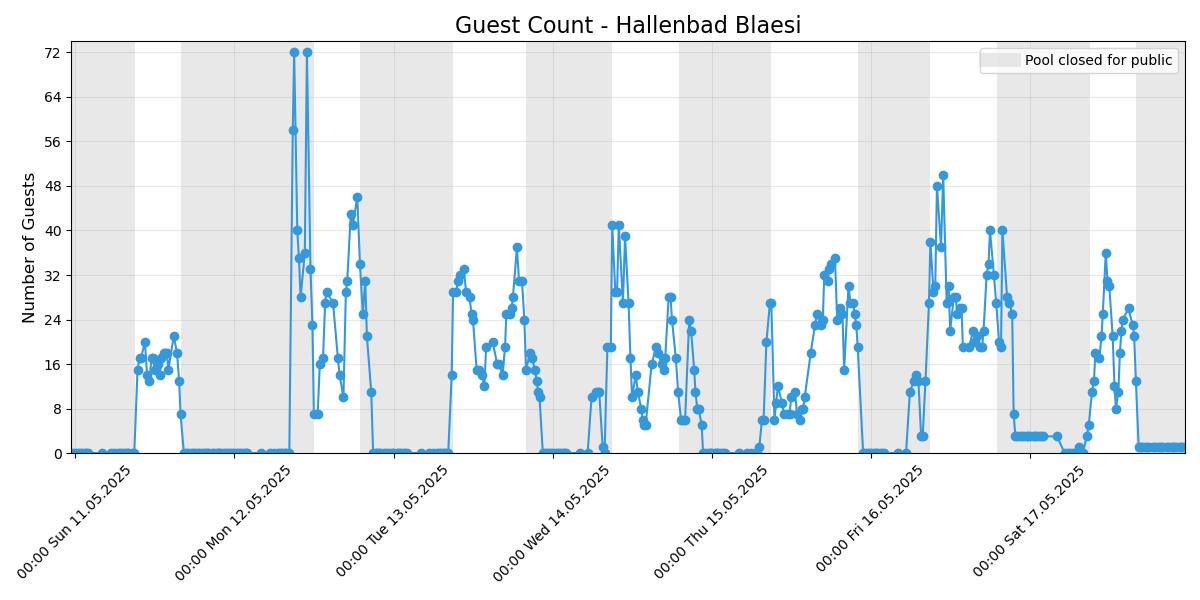 Guest Count - Hallenbad Blaesi
Pool closed for public
Number of Guests
72
64
56
48
40
32
24
16
8
0
00:00 Sun 11.05.2025
00:00 Mon 12.05.2025
00:00 Tue 13.05.2025
00:00 Wed 14.05.2025
00:00 Thu 15.05.2025
00:00 Fri 16.05.2025
00:00 Sat 17.05.2025